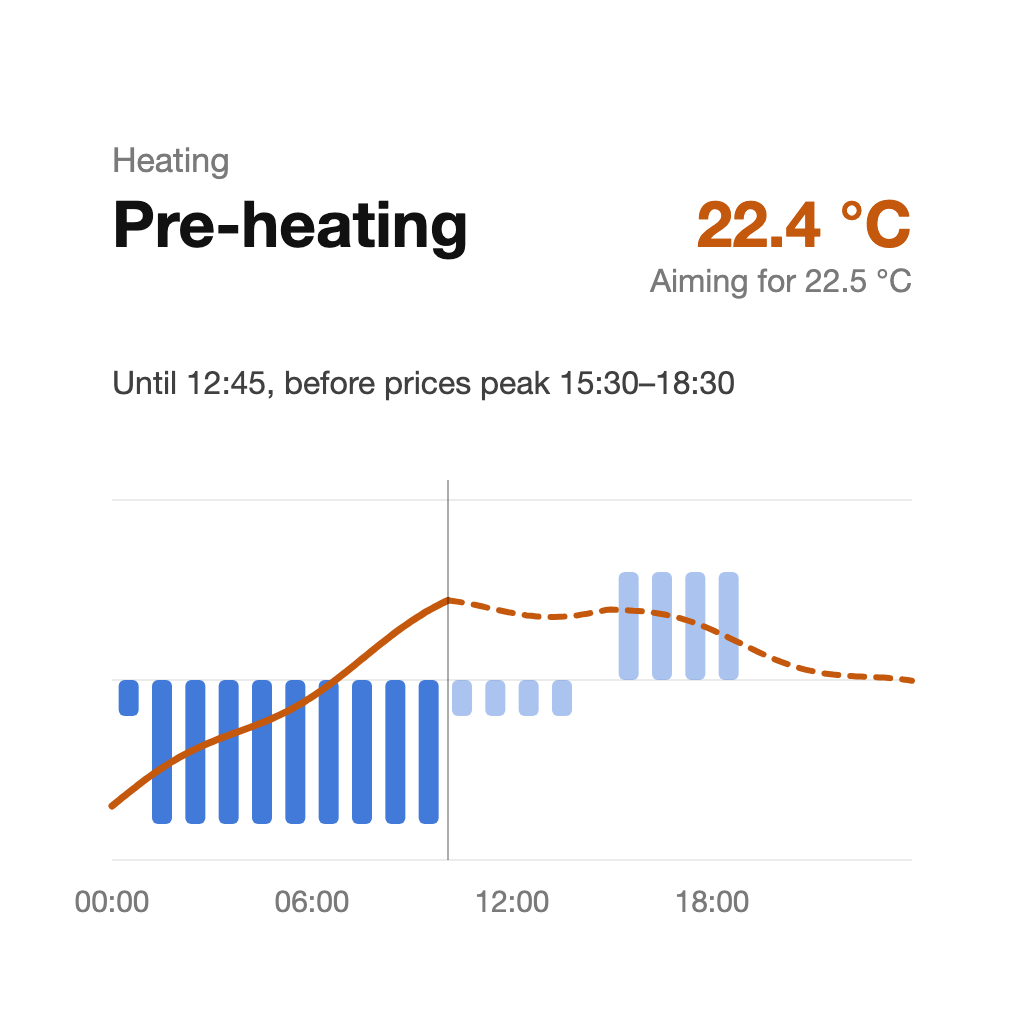 Heating
Pre-heating
22.4 °C
Aiming for 22.5 °C
Until 12:45, before prices peak 15:30–18:30
00:00 06:00 12:00 18:00